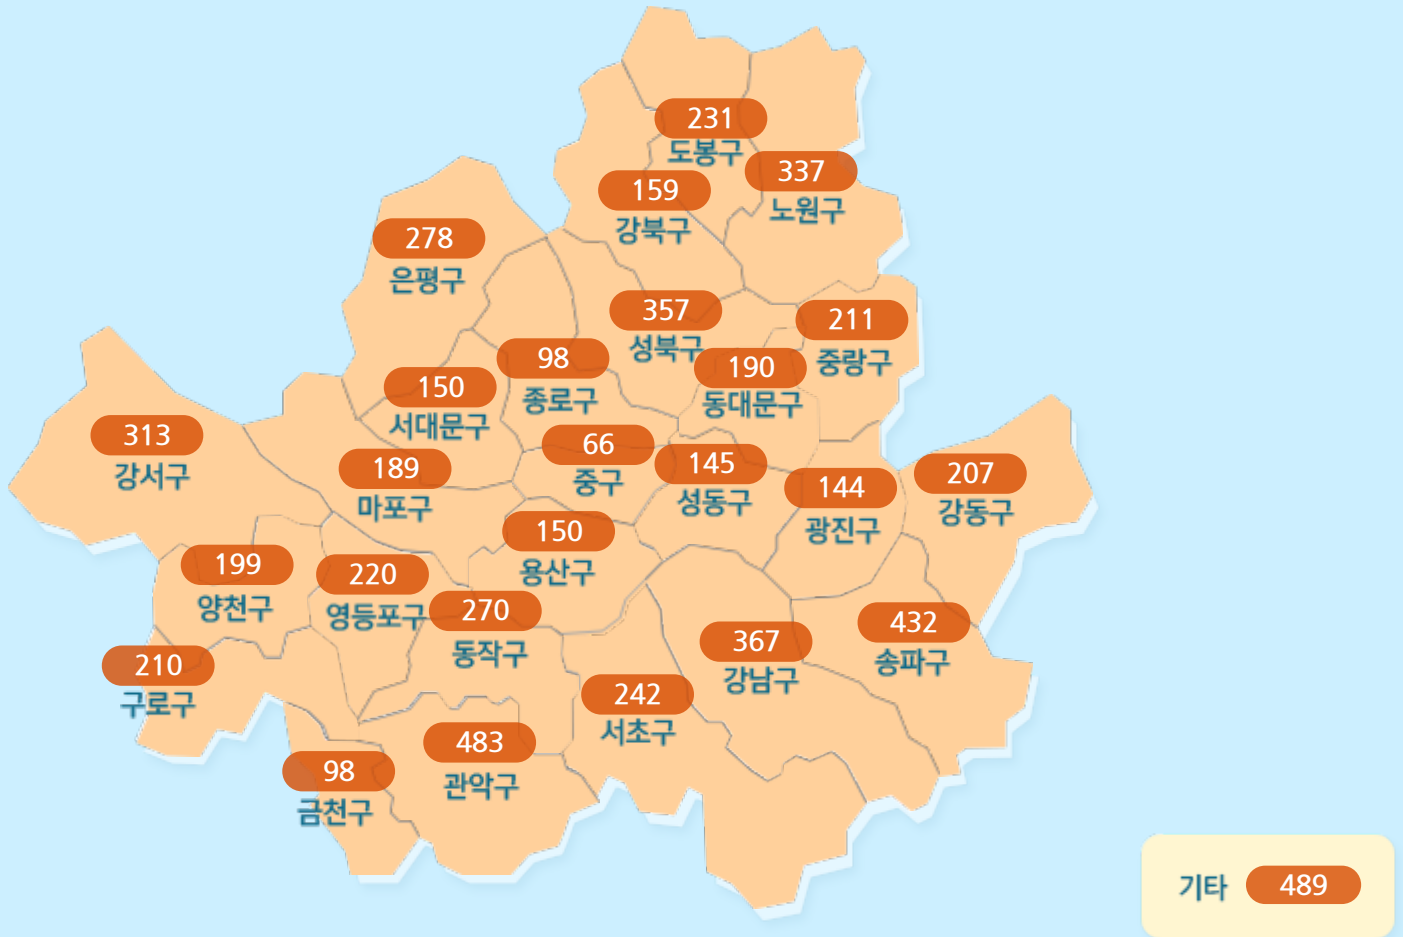 231
도봉구
337
노원구
159
강북구
278
은평구
357
성북구
211
중랑구
98
종로구
190
동대문구
150
서대문구
313
강서구
66
중구
189
마포구
145
성동구
144
광진구
207
강동구
150
용산구
199
양천구
220
영등포구
270
동작구
432
송파구
367
강남구
210
구로구
242
서초구
483
관악구
98
금천구
기타 489